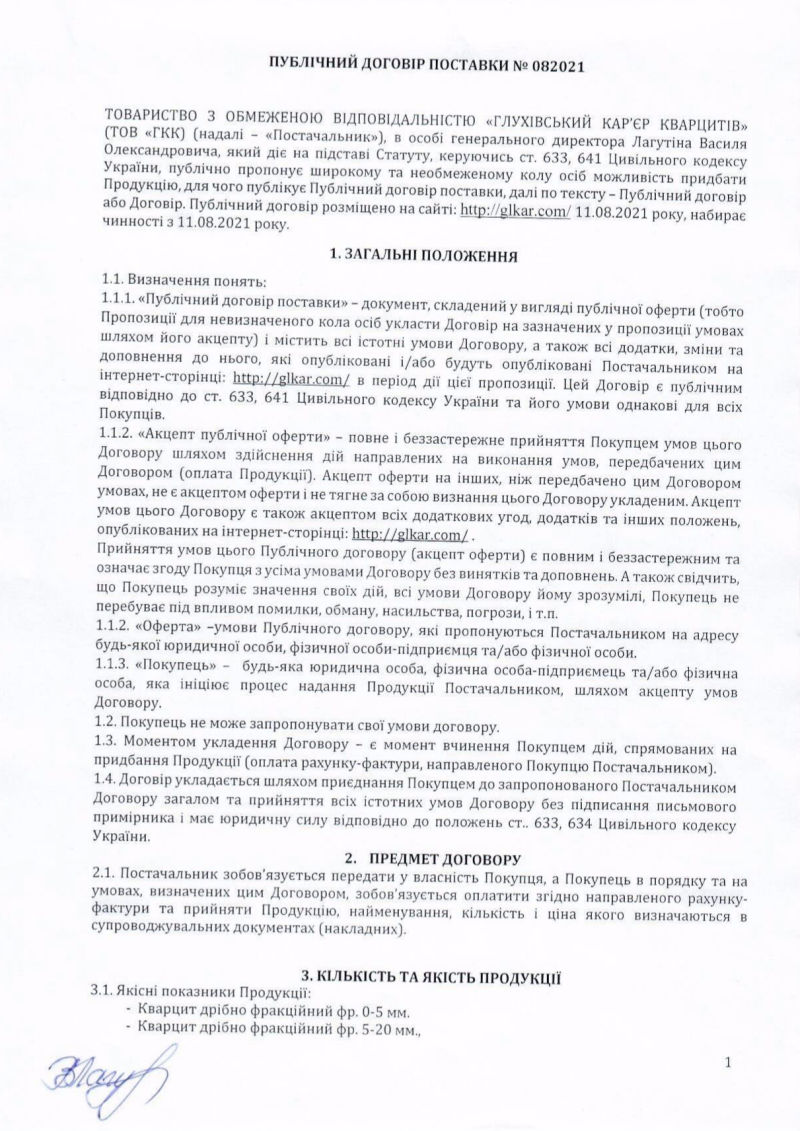 ПУБЛІЧНИЙ ДОГОВІР ПОСТАВКИ № 082021
ТОВАРИСТВО З ОБМЕЖЕНОЮ ВІДПОВІДАЛЬНІСТЮ «ГЛУХІВСЬКИЙ КАР’ЄР КВАРЦИТІВ»
(ТОВ «ГКК) (надалі – «Постачальник»), в особі генерального директора Лагутіна Василя
Олександровича, який діє на підставі Статуту, керуючись ст. 633, 641 Цивільного кодексу
України, публічно пропонує широкому та необмеженому колу осіб можливість придбати
Продукцію, для чого публікує Публічний договір поставки, далі по тексту – Публічний договір
або Договір. Публічний договір розміщено на сайті: http://glkar.com/ 11.08.2021 року, набирає
чинності з 11.08.2021 року.
1. ЗАГАЛЬНІ ПОЛОЖЕННЯ
1.1. Визначення понять:
1.1.1. «Публічний договір поставки» – документ, складений у вигляді публічної оферти (тобто
Пропозиції для невизначеного кола осіб укласти Договір на зазначених у пропозиції умовах
шляхом його акцепту) і містить всі істотні умови Договору, а також всі додатки, зміни та
доповнення до нього, які опубліковані і/або будуть опубліковані Постачальником на
інтернет-сторінці: http://glkar.com/ в період дії цієї пропозиції. Цей Договір є публічним
відповідно до ст. 633, 641 Цивільного кодексу України та його умови однакові для всіх
Покупців.
1.1.2. «Акцепт публічної оферти» – повне і беззастережне прийняття Покупцем умов цього
Договору шляхом здійснення дій направлених на виконання умов, передбачених цим
Договором (оплата Продукції). Акцепт оферти на інших, ніж передбачено цим Договором
умовах, не є акцептом оферти і не тягне за собою визнання цього Договору укладеним. Акцепт
умов цього Договору є також акцептом всіх додаткових угод, додатків та інших положень,
опублікованих на інтернет-сторінці: http://glkar.com/ .
Прийняття умов цього Публічного договору (акцепт оферти) є повним і беззастережним та
означає згоду Покупця з усіма умовами Договору без винятків та доповнень. А також свідчить,
що Покупець розуміє значення своїх дій, всі умови Договору йому зрозумілі, Покупець не
перебуває під впливом помилки, обману, насильства, погрози, і т.п.
1.1.2. «Оферта» –умови Публічного договору, які пропонуються Постачальником на адресу
будь-якої юридичної особи, фізичної особи-підприємця та/або фізичної особи.
1.1.3. «Покупець» – будь-яка юридична особа, фізична особа-підприємець та/або фізична
особа, яка ініціює процес надання Продукції Постачальником, шляхом акцепту умов
Договору.
1.2. Покупець не може запропонувати свої умови договору.
1.3. Моментом укладення Договору – є момент вчинення Покупцем дій, спрямованих на
придбання Продукції (оплата рахунку-фактури, направленого Покупцю Постачальником).
1.4. Договір укладається шляхом приєднання Покупцем до запропонованого Постачальником
Договору загалом та прийняття всіх істотних умов Договору без підписання письмового
примірника і має юридичну силу відповідно до положень ст.. 633, 634 Цивільного кодексу
України.
2. ПРЕДМЕТ ДОГОВОРУ
2.1. Постачальник зобов’язується передати у власність Покупця, а Покупець в порядку та на
умовах, визначених цим Договором, зобов’язується оплатити згідно направленого рахунку-
фактури та прийняти Продукцію, найменування, кількість і ціна якого визначаються в
супроводжувальних документах (накладних).
3. КІЛЬКІСТЬ ТА ЯКІСТЬ ПРОДУКЦІЇ
3.1. Якісні показники Продукції:
- Кварцит дрібно фракційний фр. 0-5 мм.
- Кварцит дрібно фракційний фр. 5-20 мм.,
1